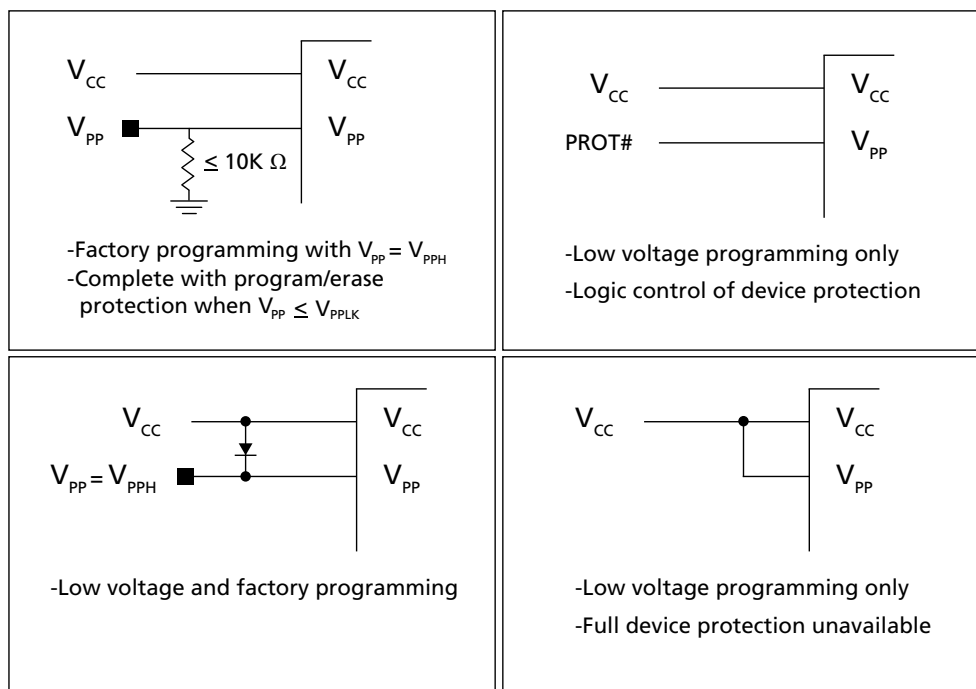 V_CC V_CC
V_PP V_PP
≤ 10K Ω
-Factory programming with V_PP = V_PPH
-Complete with program/erase
protection when V_PP ≤ V_PPLK
V_CC V_CC
PROT# V_PP
-Low voltage programming only
-Logic control of device protection
V_CC V_CC
V_PP = V_PPH V_PP
-Low voltage and factory programming
V_CC V_CC
V_PP
-Low voltage programming only
-Full device protection unavailable